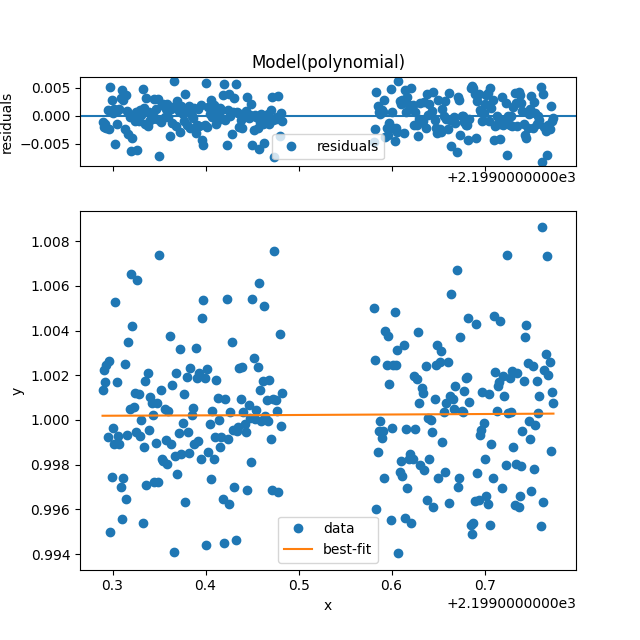 Model(polynomial)
residuals
0.005
0.000
−0.005
residuals
+2.1990000000e3
y
1.008
1.006
1.004
1.002
1.000
0.998
0.996
0.994
data
best-fit
0.3 0.4 0.5 0.6 0.7
x
+2.1990000000e3